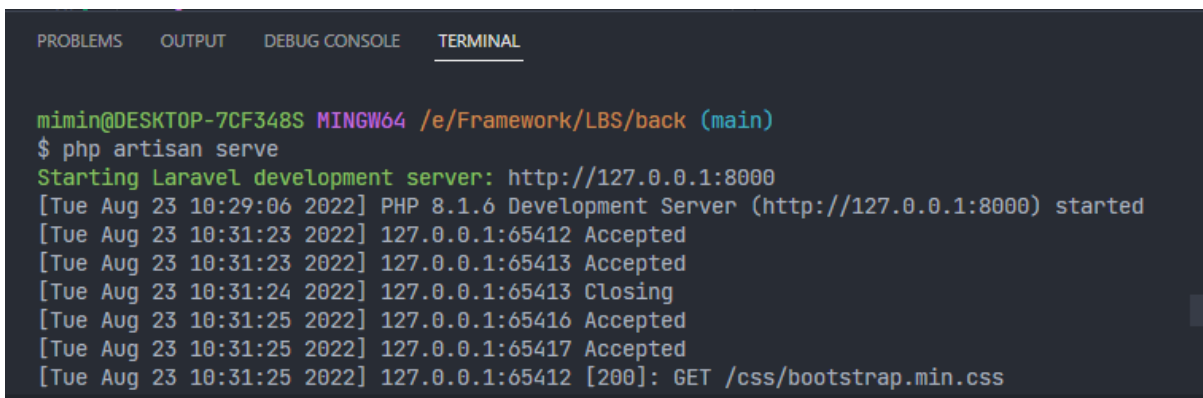 PROBLEMS OUTPUT DEBUG CONSOLE TERMINAL
mimin@DESKTOP-7CF348S MINGW64 /e/Framework/LBS/back (main)
$ php artisan serve
Starting Laravel development server: http://127.0.0.1:8000
[Tue Aug 23 10:29:06 2022] PHP 8.1.6 Development Server (http://127.0.0.1:8000) started
[Tue Aug 23 10:31:23 2022] 127.0.0.1:65412 Accepted
[Tue Aug 23 10:31:23 2022] 127.0.0.1:65413 Accepted
[Tue Aug 23 10:31:24 2022] 127.0.0.1:65413 Closing
[Tue Aug 23 10:31:25 2022] 127.0.0.1:65416 Accepted
[Tue Aug 23 10:31:25 2022] 127.0.0.1:65417 Accepted
[Tue Aug 23 10:31:25 2022] 127.0.0.1:65412 [200]: GET /css/bootstrap.min.css